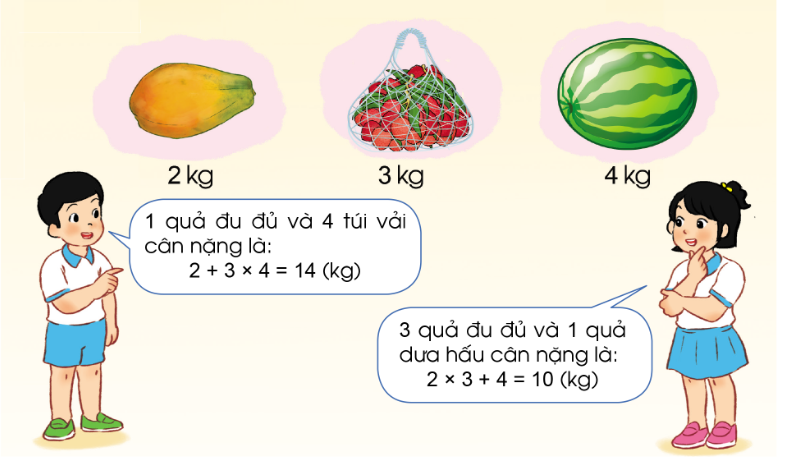 2 kg
3 kg
4 kg
1 quả đu đủ và 4 túi vải
cân nặng là:
2 + 3 × 4 = 14 (kg)
3 quả đu đủ và 1 quả
dưa hấu cân nặng là:
2 × 3 + 4 = 10 (kg)